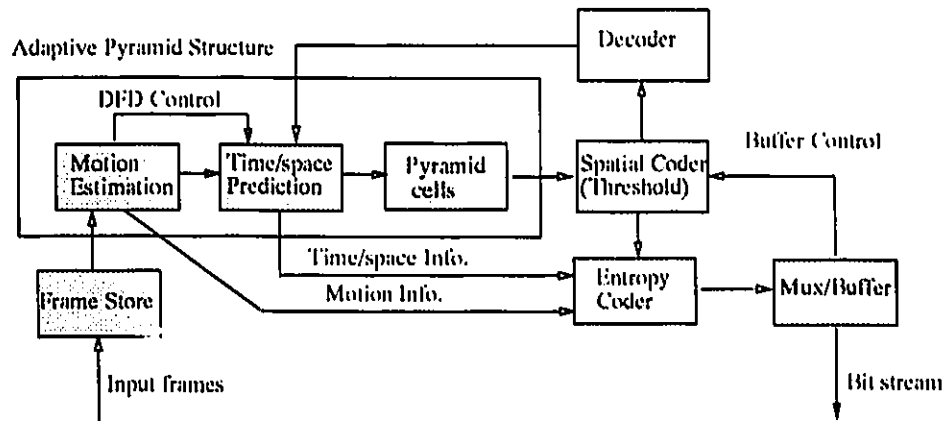 Adaptive Pyramid Structure
Decoder
DFD Control
Buffer Control
Motion
Estimation
Time/space
Prediction
Pyramid
cells
Spatial Coder
(Threshold)
Time/space Info.
Entropy
Coder
Mux/Buffer
Frame Store
Motion Info.
Input frames
Bit stream